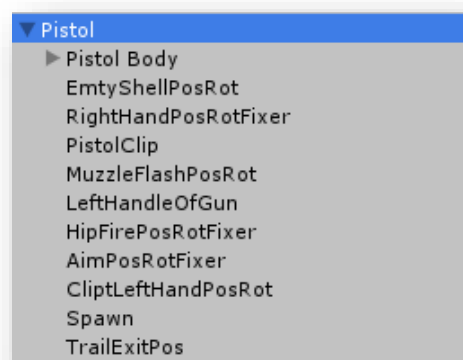 Pistol
Pistol Body
EmtyShellPosRot
RightHandPosRotFixer
PistolClip
MuzzleFlashPosRot
LeftHandleOfGun
HipFirePosRotFixer
AimPosRotFixer
CliptLeftHandPosRot
Spawn
TrailExitPos